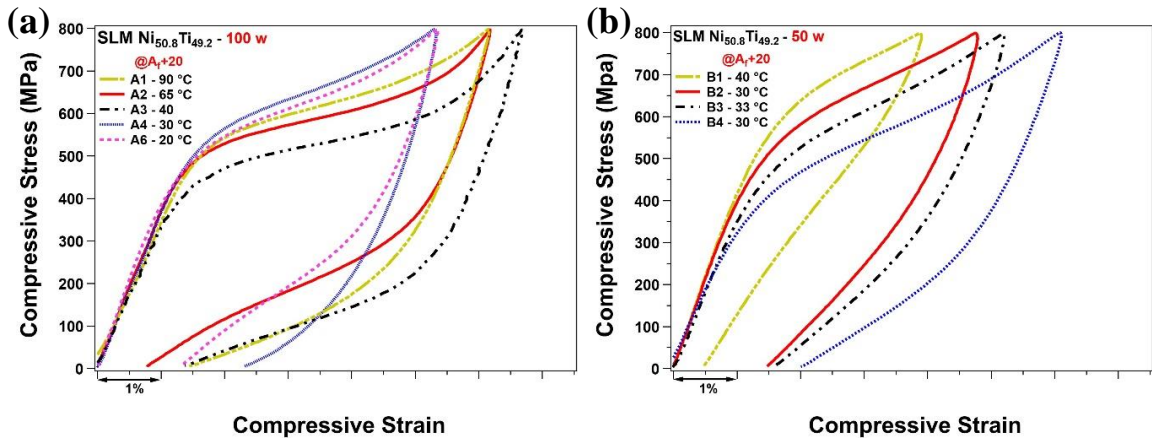 (a)
SLM Ni50.8Ti49.2 - 100 w
@Af+20
A1 - 90 °C
A2 - 65 °C
A3 - 40
A4 - 30 °C
A6 - 20 °C
Compressive Stress (MPa)
800
700
600
500
400
300
200
100
0
1%
Compressive Strain
(b)
SLM Ni50.8Ti49.2 - 50 w
@Af+20
B1 - 40 °C
B2 - 30 °C
B3 - 33 °C
B4 - 30 °C
Compressive Stress (Mpa)
800
700
600
500
400
300
200
100
0
1%
Compressive Strain